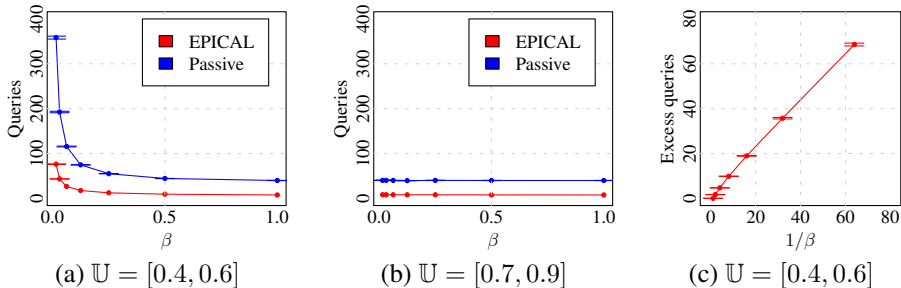 400
300
200
100
0
Queries
EPICAL
Passive
0.0 0.5 1.0
β
(a) 𝕌 = [0.4, 0.6]
400
300
200
100
0
Queries
EPICAL
Passive
0.0 0.5 1.0
β
(b) 𝕌 = [0.7, 0.9]
80
60
40
20
0
Excess queries
0 20 40 60 80
1/β
(c) 𝕌 = [0.4, 0.6]